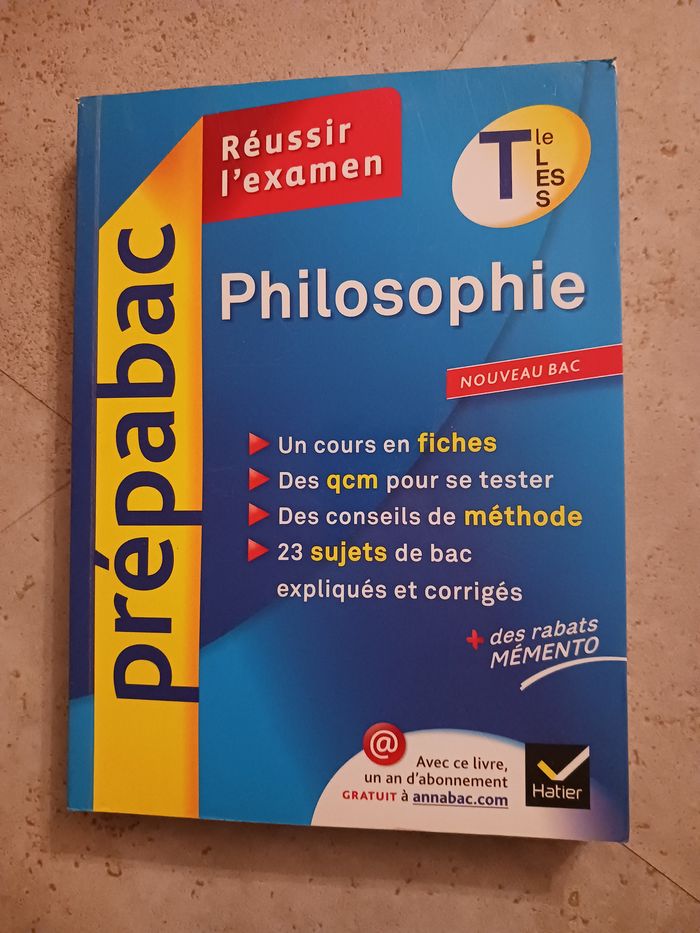 Réussir
l'examen
T le
L
ES
S
prépabac
Philosophie
NOUVEAU BAC
Un cours en fiches
Des qcm pour se tester
Des conseils de méthode
23 sujets de bac
expliqués et corrigés
+ des rabats
MÉMENTO
@
Avec ce livre,
un an d'abonnement
GRATUIT à annabac.com
Hatier